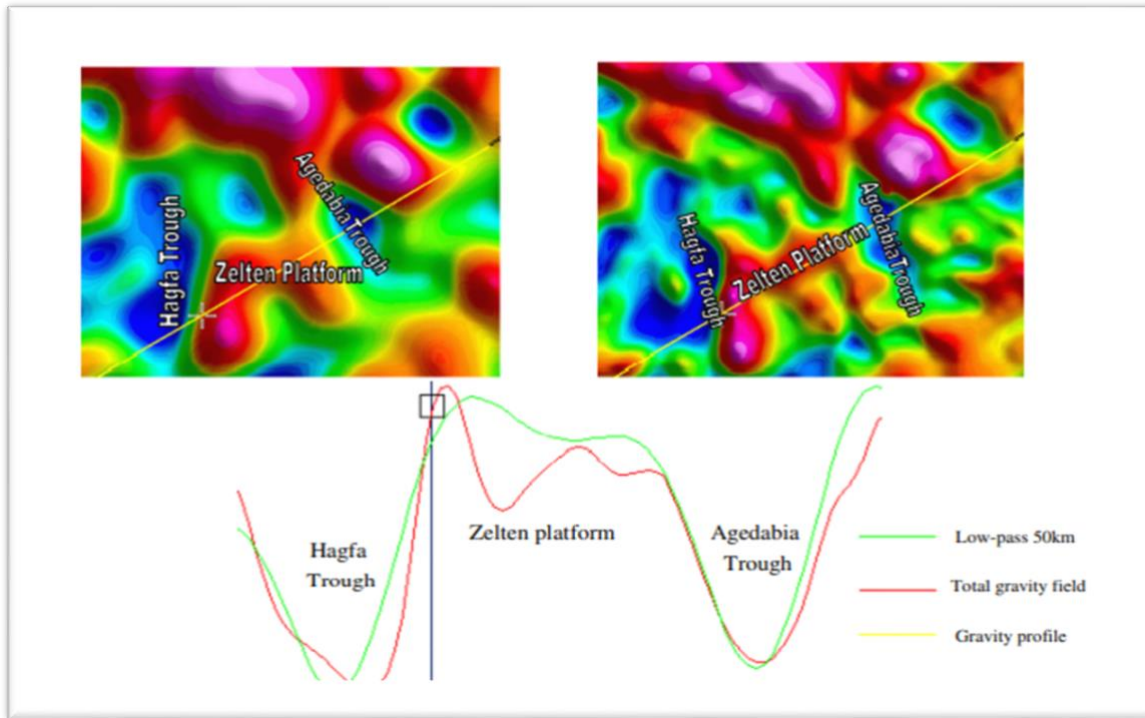 Hagfa Trough
Zelten Platform
Agedabia Trough
Hagfa Trough
Zelten Platform
Agedabia Trough
Hagfa
Trough
Zelten platform
Agedabia
Trough
Low-pass 50km
Total gravity field
Gravity profile